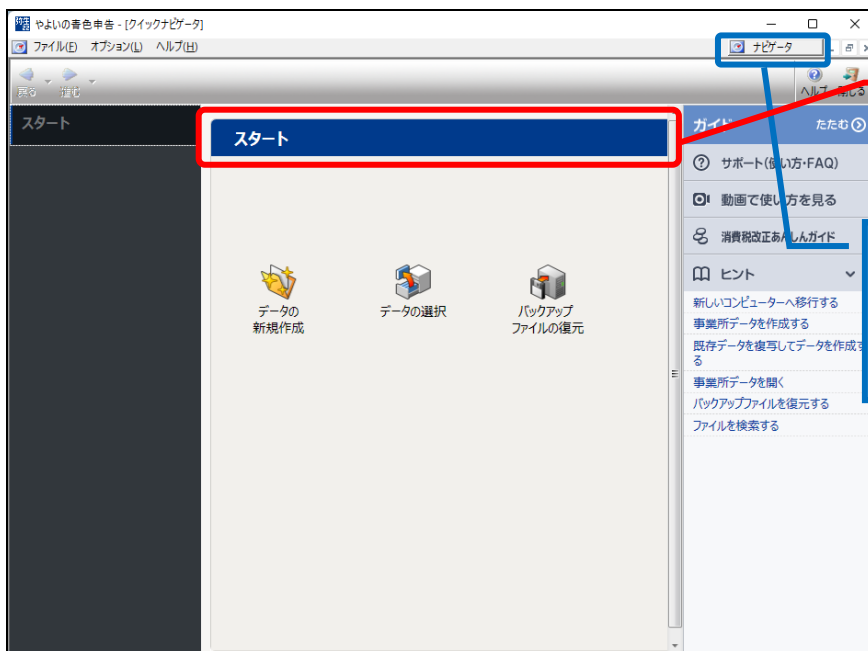 やよいの青色申告 - [クイックナビゲータ]
ファイル(F) オプション(L) ヘルプ(H)
ナビゲータ
戻る 進む
ヘルプ 閉じる
スタート
スタート
ガイド たたむ
サポート(使い方・FAQ)
動画で使い方を見る
消費税改正あんしんガイド
ヒント
新しいコンピューターへ移行する
事業所データを作成する
既存データを複写してデータを作成す
る
事業所データを開く
バックアップファイルを復元する
ファイルを検索する
データの
新規作成
データの選択
バックアップ
ファイルの復元